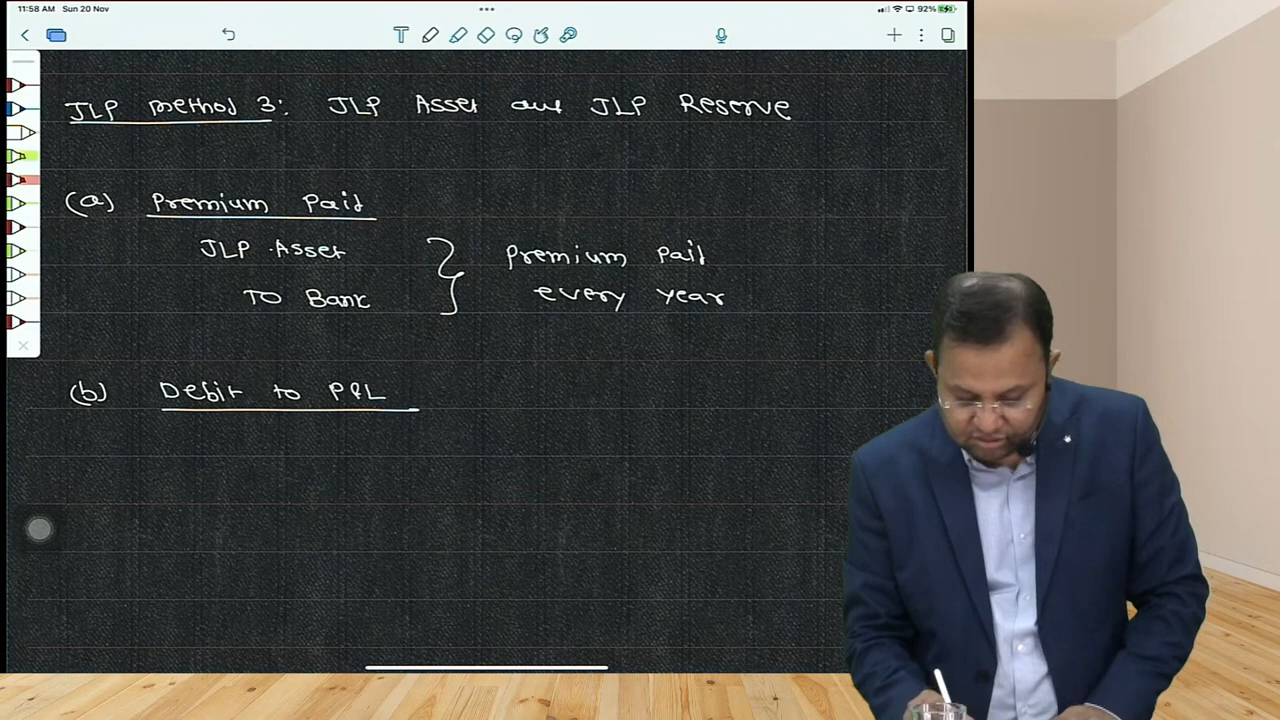 11:58 AM Sun 20 Nov
92%
JLP method 3: JLP Asset and JLP Reserve
(a) Premium Paid
JLP Asset } Premium Paid
TO Bank every year
(b) Debit to P&L